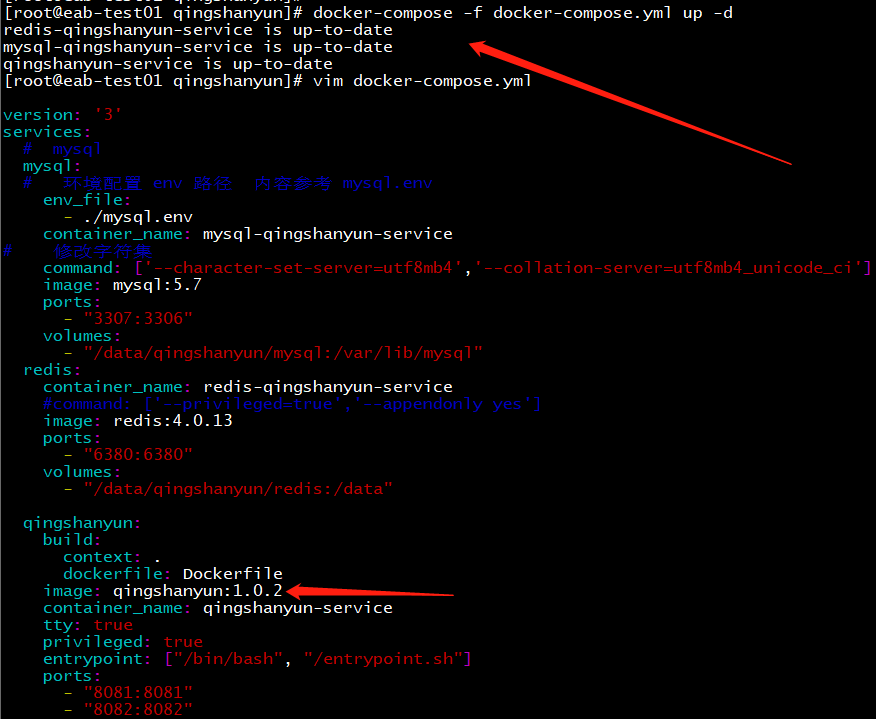 [root@eab-test01 qingshanyun]# docker-compose -f docker-compose.yml up -d
redis-qingshanyun-service is up-to-date
mysql-qingshanyun-service is up-to-date
qingshanyun-service is up-to-date
[root@eab-test01 qingshanyun]# vim docker-compose.yml
version: '3'
services:
  #  mysql
  mysql:
  #   环境配置 env 路径  内容参考 mysql.env
    env_file:
      - ./mysql.env
    container_name: mysql-qingshanyun-service
#    修改字符集
    command: ['--character-set-server=utf8mb4','--collation-server=utf8mb4_unicode_ci']
    image: mysql:5.7
    ports:
      - "3307:3306"
    volumes:
      - "/data/qingshanyun/mysql:/var/lib/mysql"
  redis:
    container_name: redis-qingshanyun-service
    #command: ['--privileged=true','--appendonly yes']
    image: redis:4.0.13
    ports:
      - "6380:6380"
    volumes:
      - "/data/qingshanyun/redis:/data"
  qingshanyun:
    build:
      context: .
      dockerfile: Dockerfile
    image: qingshanyun:1.0.2
    container_name: qingshanyun-service
    tty: true
    privileged: true
    entrypoint: ["/bin/bash", "/entrypoint.sh"]
    ports:
      - "8081:8081"
      - "8082:8082"